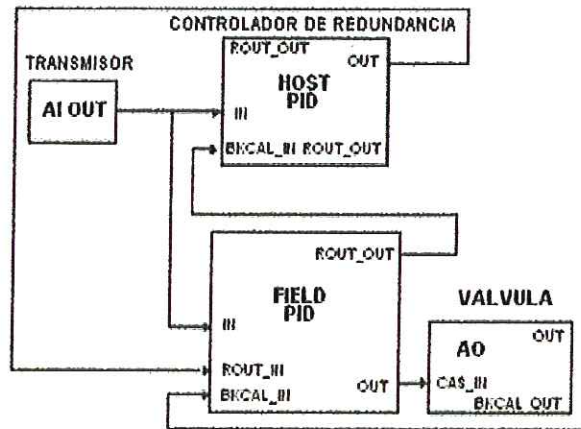 CONTROLADOR DE REDUNDANCIA
TRANSMISOR
AI OUT
ROUT_OUT
OUT
HOST
PID
IN
BKCAL_IN ROUT_OUT
ROUT_OUT
FIELD
PID
IN
ROUT_IN
BKCAL_IN
OUT
VALVULA
OUT
AO
CAS_IN
BKCAL_OUT